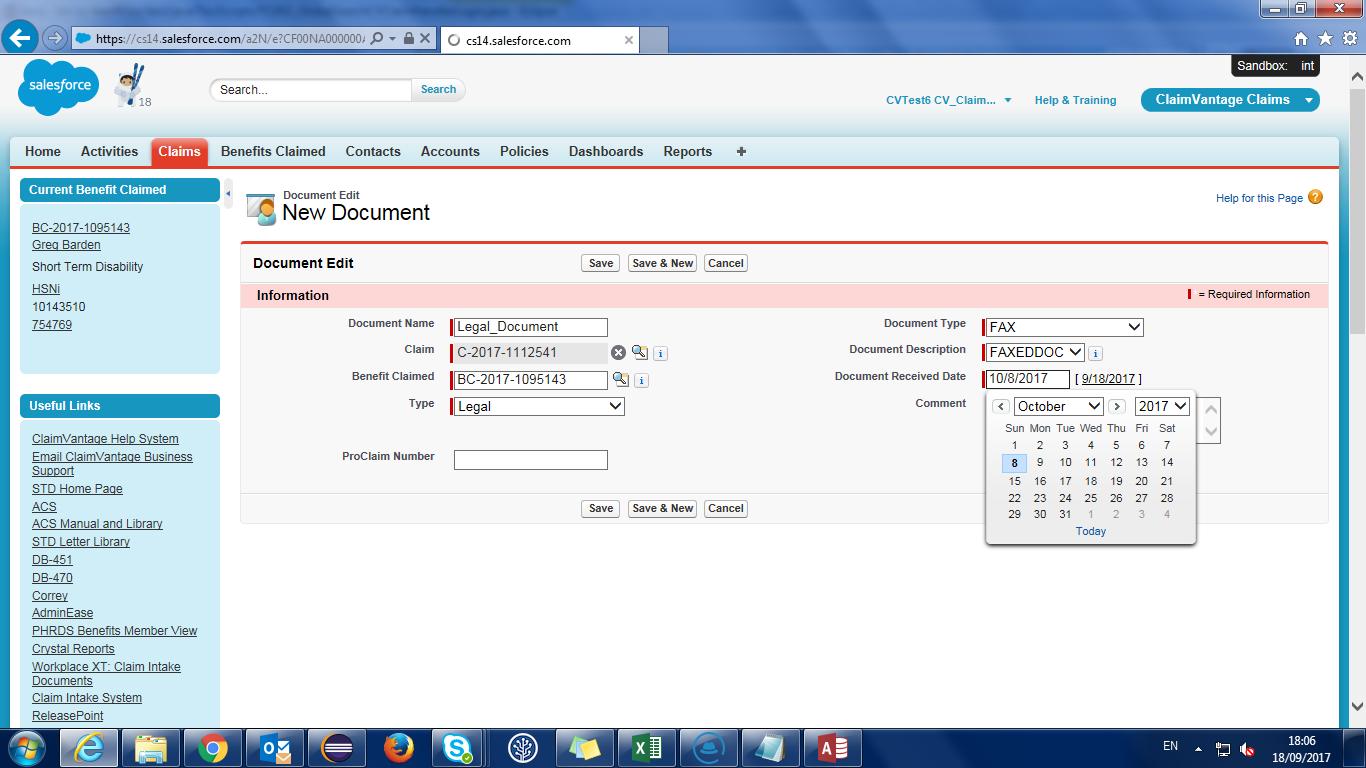 https://cs14.salesforce.com/a2N/e?CF00NA000000
cs14.salesforce.com
Sandbox: int
salesforce
18
Search...
Search
CVTest6 CV_Claim...
Help & Training
ClaimVantage Claims
Home Activities Claims Benefits Claimed Contacts Accounts Policies Dashboards Reports +
Current Benefit Claimed
BC-2017-1095143
Greg Barden
Short Term Disability
HSNi
10143510
754769
Useful Links
ClaimVantage Help System
Email ClaimVantage Business
Support
STD Home Page
ACS
ACS Manual and Library
STD Letter Library
DB-451
DB-470
Correy
AdminEase
PHRDS Benefits Member View
Crystal Reports
Workplace XT: Claim Intake
Documents
Claim Intake System
ReleasePoint
Document Edit
New Document
Help for this Page
Document Edit
Save Save & New Cancel
Information
= Required Information
Document Name Legal_Document
Document Type FAX
Claim C-2017-1112541
Document Description FAXEDDOC
Benefit Claimed BC-2017-1095143
Document Received Date 10/8/2017 [ 9/18/2017 ]
Type Legal
Comment
ProClaim Number
October 2017
Sun Mon Tue Wed Thu Fri Sat
1 2 3 4 5 6 7
8 9 10 11 12 13 14
15 16 17 18 19 20 21
22 23 24 25 26 27 28
29 30 31 1 2 3 4
Today
Save Save & New Cancel
EN
18:06
18/09/2017